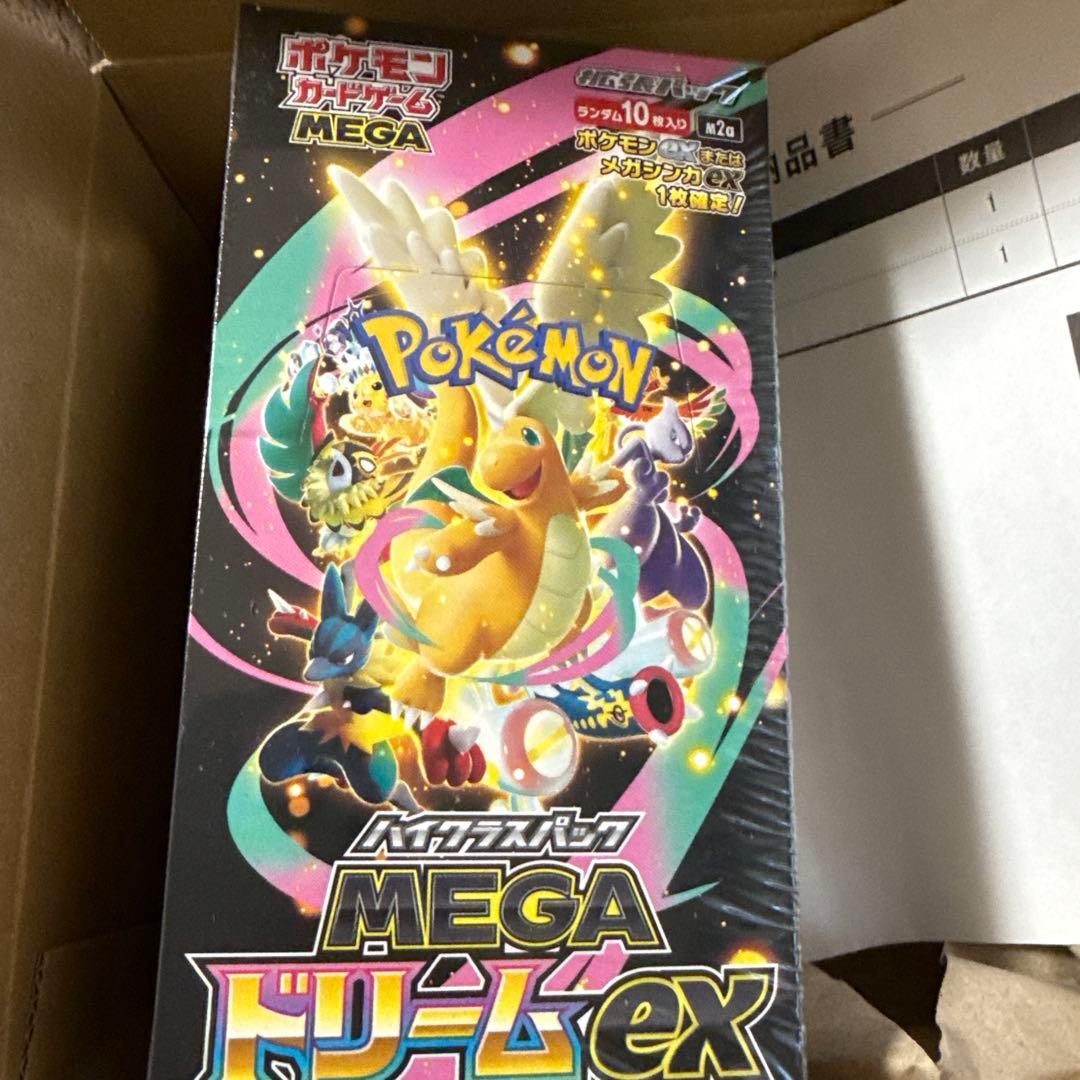 ポケモン
カードゲーム
MEGA
拡張パック
ランダム10枚入り M2a
ポケモンexまたは
メガシンカex
1枚確定!
POKéMON
ハイクラスパック
MEGA
ドリームex
品書
数量
1
1